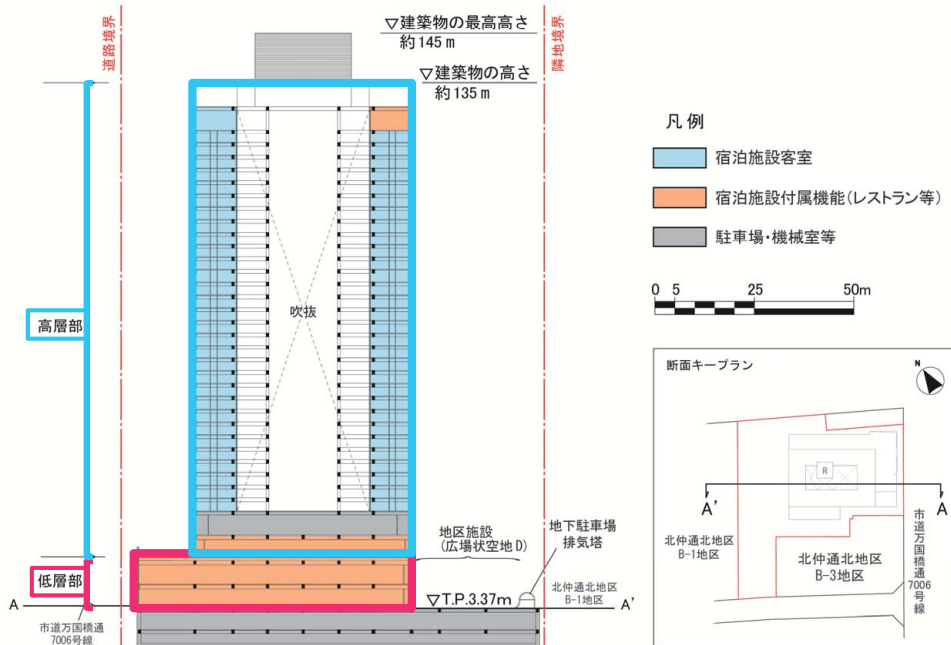 道路境界
▽建築物の最高高さ
約145m
▽建築物の高さ
約135m
隣地境界
高層部
吹抜
地区施設
(広場状空地D)
地下駐車場
排気塔
低層部
A
▽T.P.3.37m
北仲通北地区
B-1地区
A'
市道万国橋通
7006号線
凡例
宿泊施設客室
宿泊施設付属機能(レストラン等)
駐車場・機械室等
0 5 25 50m
断面キープラン
N
R
A'
A
北仲通北地区
B-1地区
北仲通北地区
B-3地区
市道万国橋通
7006号線